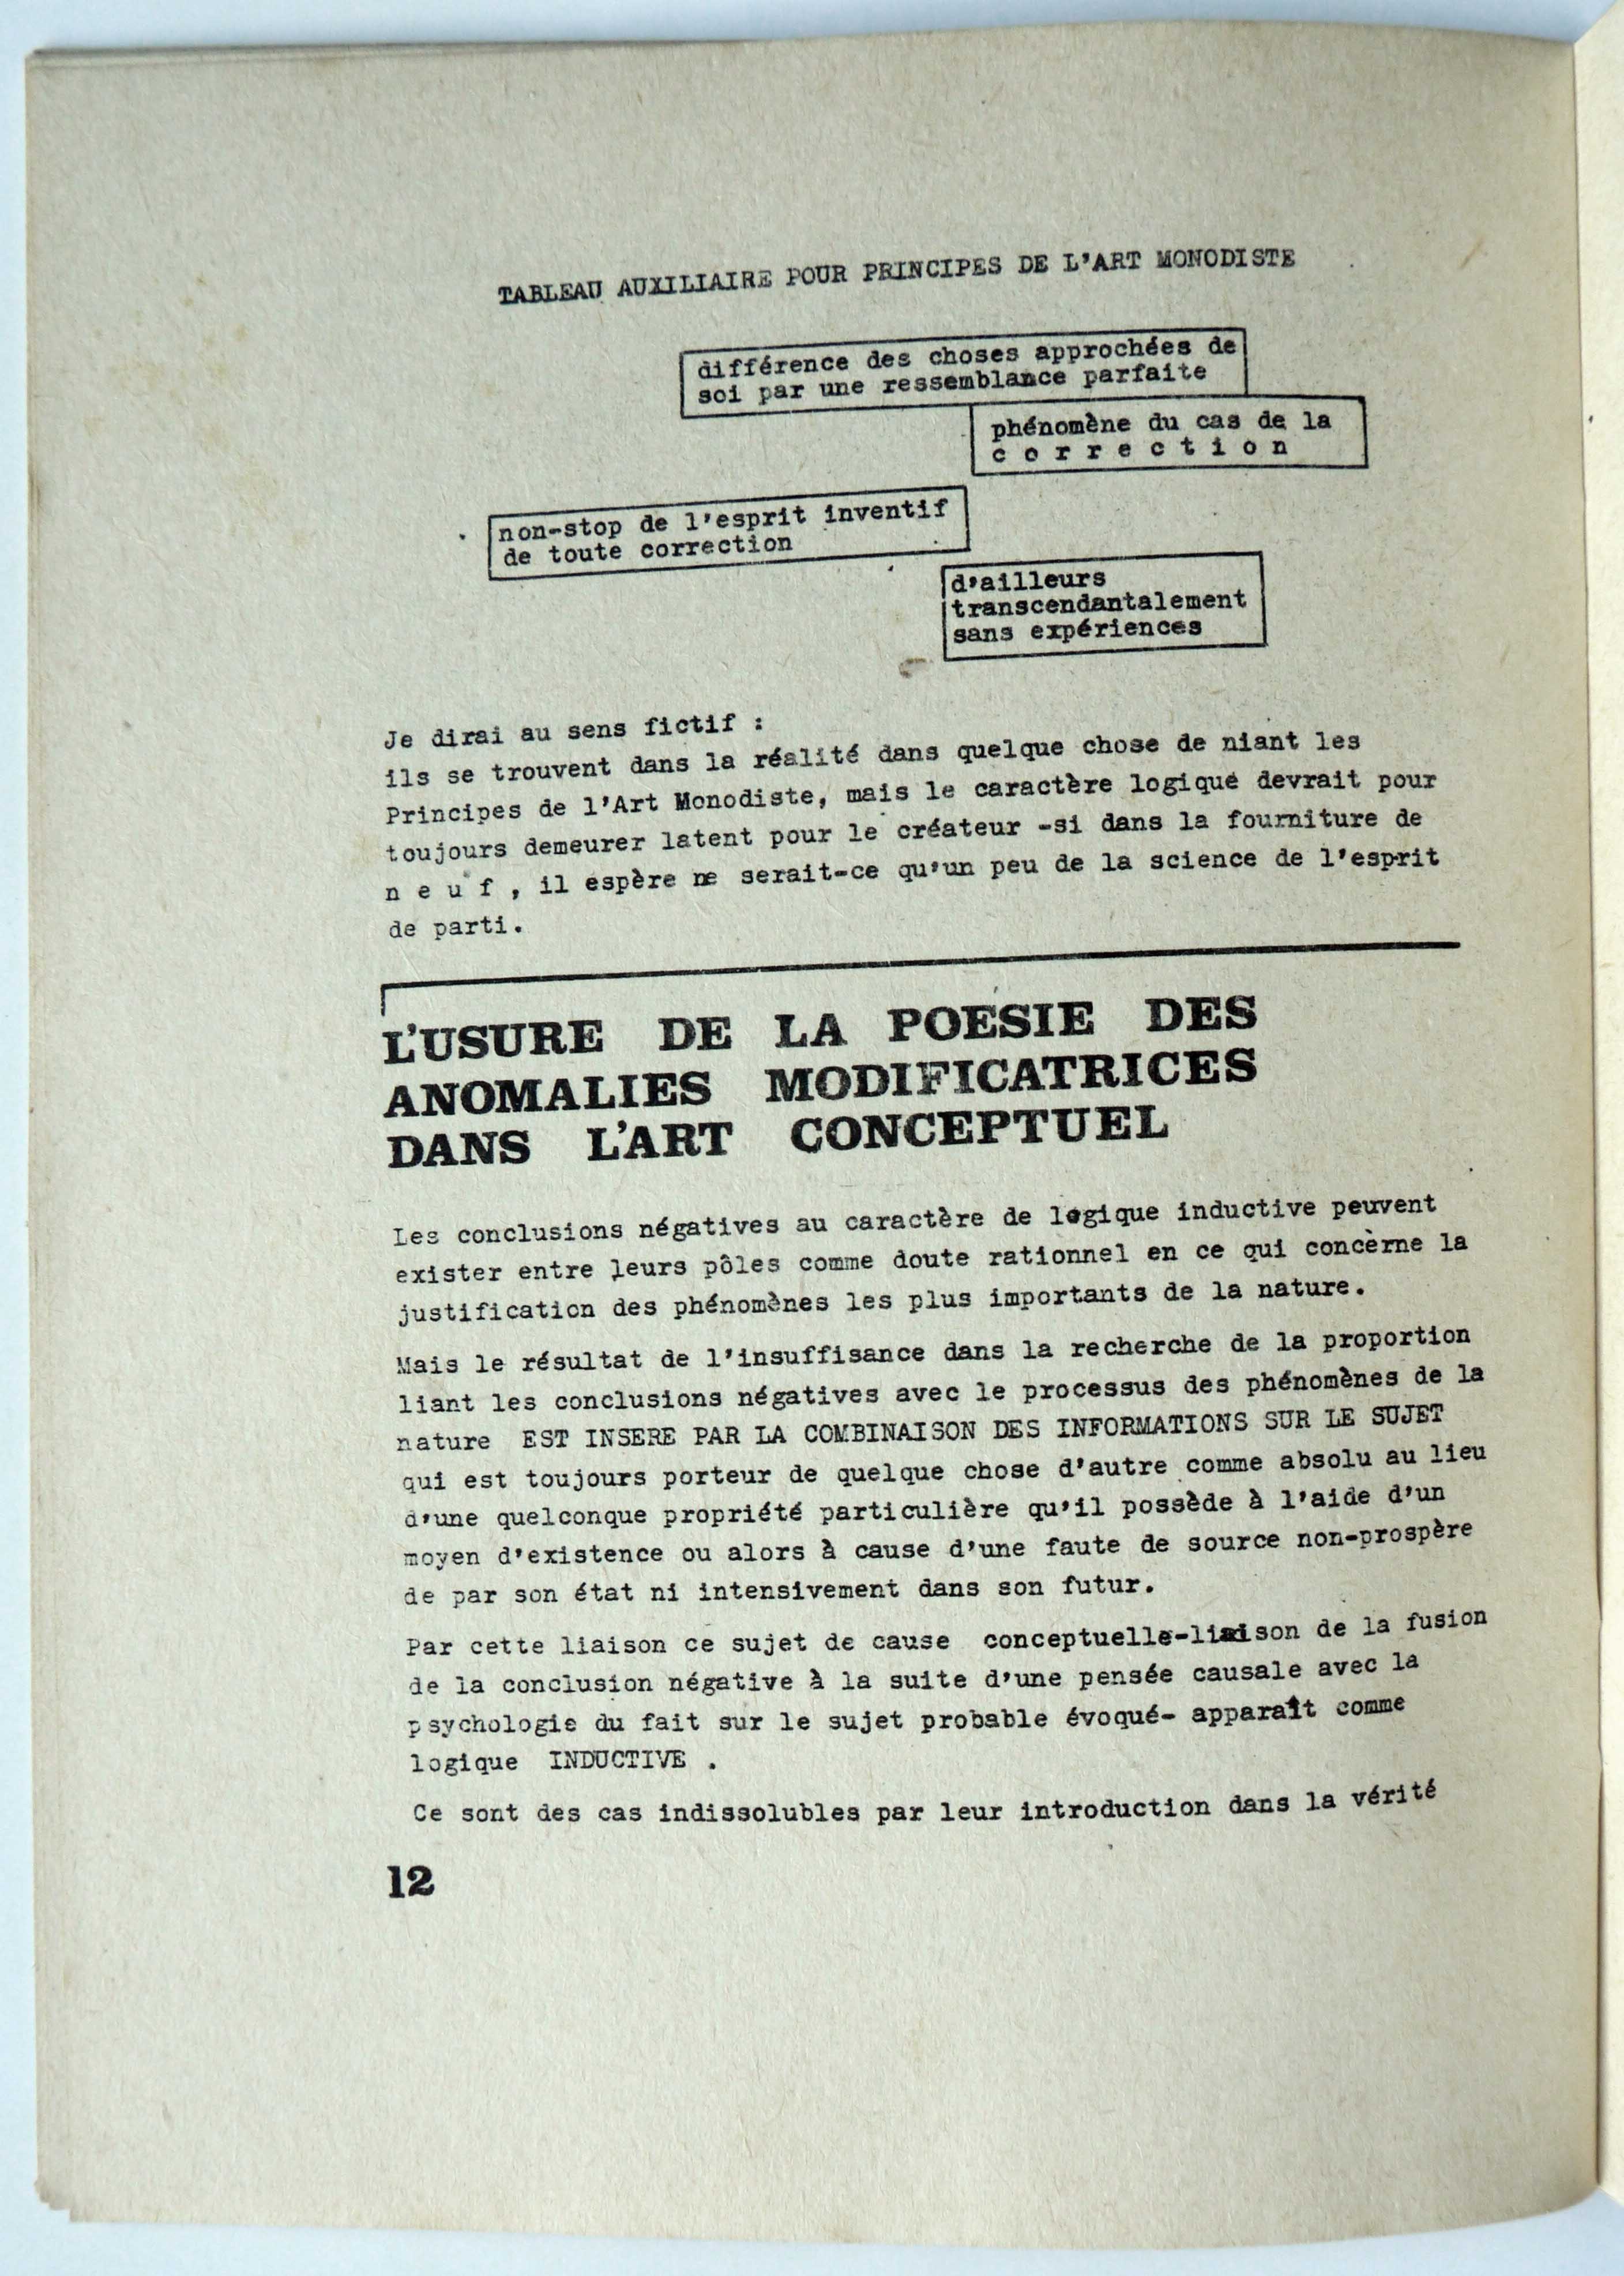 TABLEAU AUXILIAIRE POUR PRINCIPES DE L'ART MONODISTE
différence des choses approchées de
soi par une ressemblance parfaite
phénomène du cas de la
c o r r e c t i o n
non-stop de l'esprit inventif
de toute correction
d'ailleurs
transcendantalement
sans expériences
Je dirai au sens fictif :
ils se trouvent dans la réalité dans quelque chose de niant les
Principes de l'Art Monodiste, mais le caractère logique devrait pour
toujours demeurer latent pour le créateur -si dans la fourniture de
n e u f , il espère ne serait-ce qu'un peu de la science de l'esprit
de parti.
L'USURE DE LA POESIE DES
ANOMALIES MODIFICATRICES
DANS L'ART CONCEPTUEL
Les conclusions négatives au caractère de logique inductive peuvent
exister entre leurs pôles comme doute rationnel en ce qui concerne la
justification des phénomènes les plus importants de la nature.
Mais le résultat de l'insuffisance dans la recherche de la proportion
liant les conclusions négatives avec le processus des phénomènes de la
nature EST INSERE PAR LA COMBINAISON DES INFORMATIONS SUR LE SUJET
qui est toujours porteur de quelque chose d'autre comme absolu au lieu
d'une quelconque propriété particulière qu'il possède à l'aide d'un
moyen d'existence ou alors à cause d'une faute de source non-prospère
de par son état ni intensivement dans son futur.
Par cette liaison ce sujet de cause conceptuelle-liaison de la fusion
de la conclusion négative à la suite d'une pensée causale avec la
psychologie du fait sur le sujet probable évoqué- apparaît comme
logique INDUCTIVE .
Ce sont des cas indissolubles par leur introduction dans la vérité
12